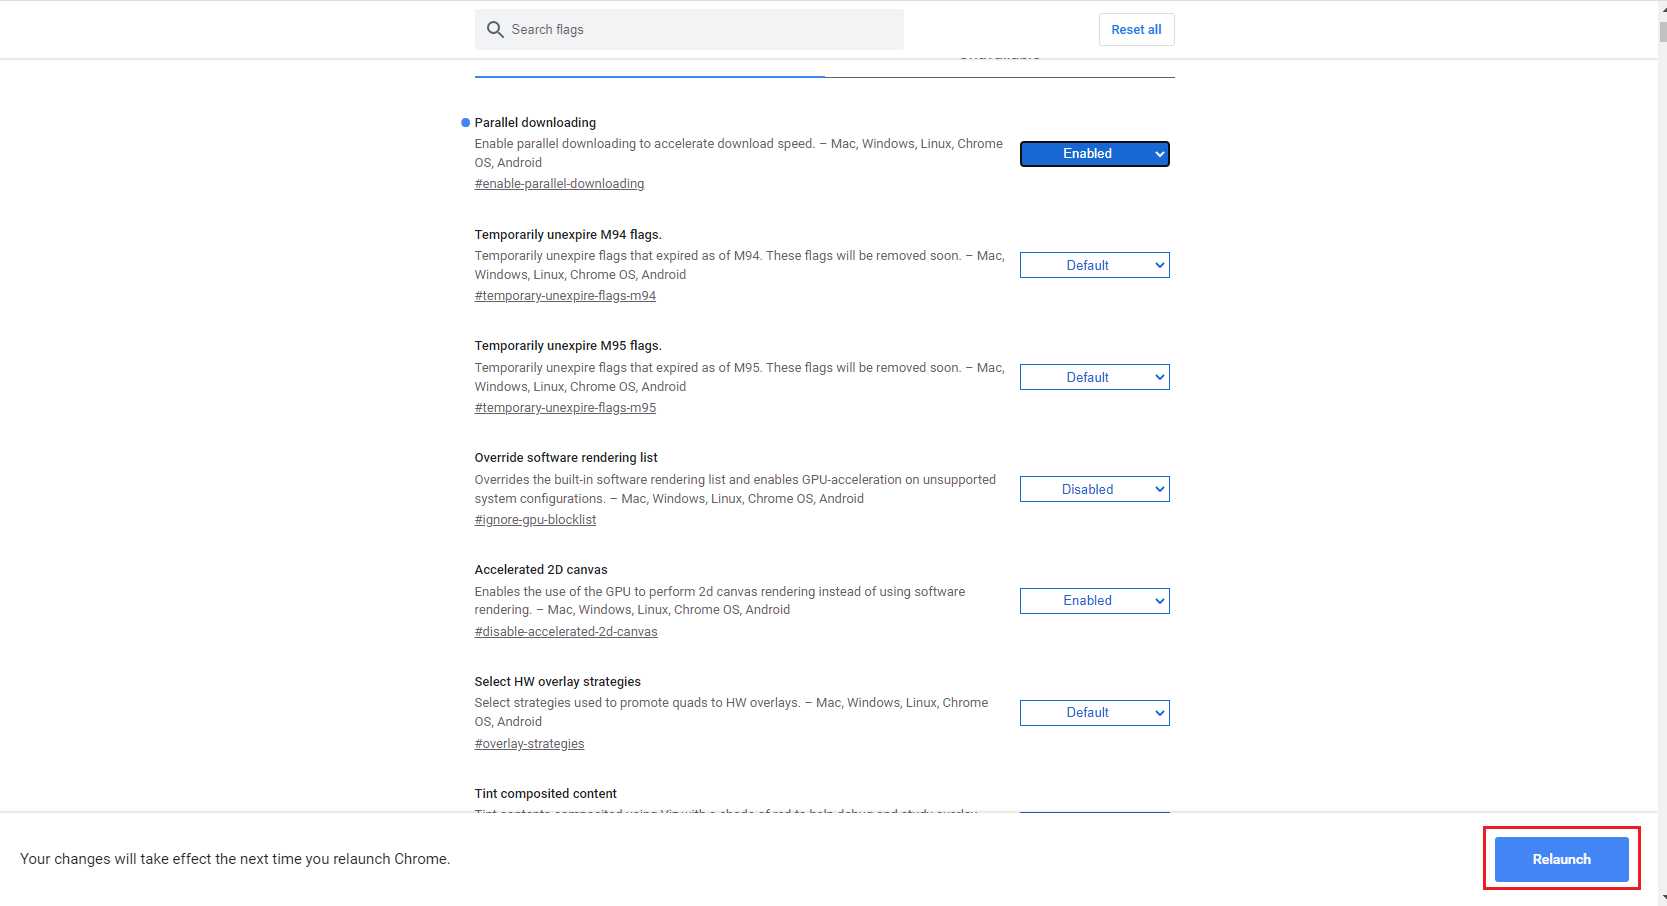 Search flags
Reset all
Parallel downloading
Enable parallel downloading to accelerate download speed. – Mac, Windows, Linux, Chrome
OS, Android
#enable-parallel-downloading
Enabled
Temporarily unexpire M94 flags.
Temporarily unexpire flags that expired as of M94. These flags will be removed soon. – Mac,
Windows, Linux, Chrome OS, Android
#temporary-unexpire-flags-m94
Default
Temporarily unexpire M95 flags.
Temporarily unexpire flags that expired as of M95. These flags will be removed soon. – Mac,
Windows, Linux, Chrome OS, Android
#temporary-unexpire-flags-m95
Default
Override software rendering list
Overrides the built-in software rendering list and enables GPU-acceleration on unsupported
system configurations. – Mac, Windows, Linux, Chrome OS, Android
#ignore-gpu-blocklist
Disabled
Accelerated 2D canvas
Enables the use of the GPU to perform 2d canvas rendering instead of using software
rendering. – Mac, Windows, Linux, Chrome OS, Android
#disable-accelerated-2d-canvas
Enabled
Select HW overlay strategies
Select strategies used to promote quads to HW overlays. – Mac, Windows, Linux, Chrome
OS, Android
#overlay-strategies
Default
Tint composited content
Your changes will take effect the next time you relaunch Chrome.
Relaunch